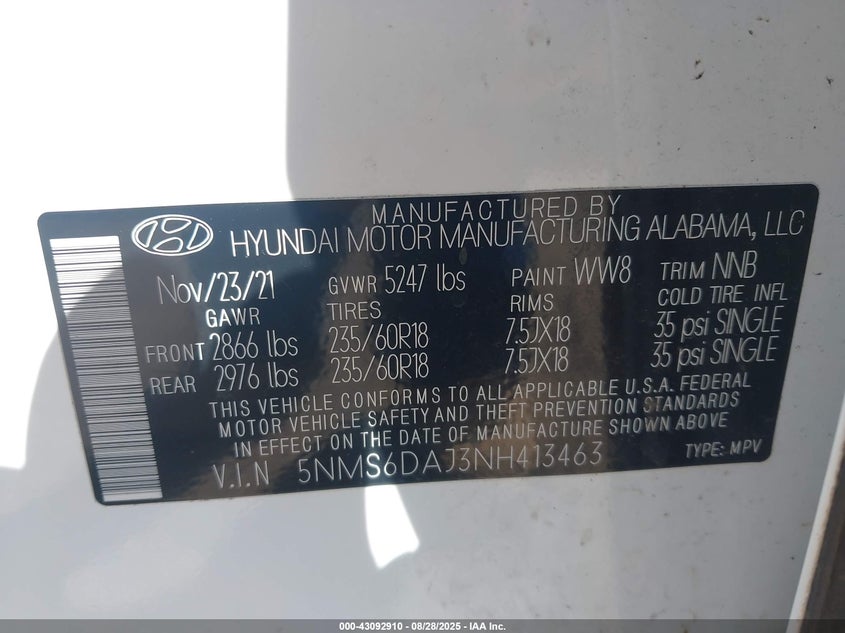 MANUFACTURED BY
HYUNDAI MOTOR MANUFACTURING ALABAMA, LLC
Nov/23/21 GVWR 5247 lbs PAINT WW8 TRIM NNB
GAWR TIRES RIMS COLD TIRE INFL
FRONT 2866 lbs 235/60R18 7.5JX18 35 psi SINGLE
REAR 2976 lbs 235/60R18 7.5JX18 35 psi SINGLE
THIS VEHICLE CONFORMS TO ALL APPLICABLE U.S.A. FEDERAL
MOTOR VEHICLE SAFETY AND THEFT PREVENTION STANDARDS
IN EFFECT ON THE DATE OF MANUFACTURE SHOWN ABOVE
V.I.N 5NMS6DAJ3NH413463 TYPE: MPV
000-43092910 - 08/28/2025 - IAA Inc.